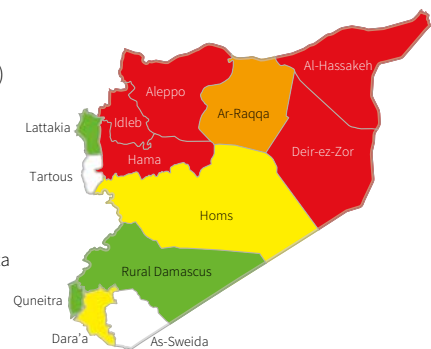 )
Al-Hassakeh
Aleppo
Ar-Raqqa
Lattakia
Idleb
Deir-ez-Zor
Hama
Tartous
Homs
ta
Rural Damascus
Quneitra
Dara'a
As-Sweida